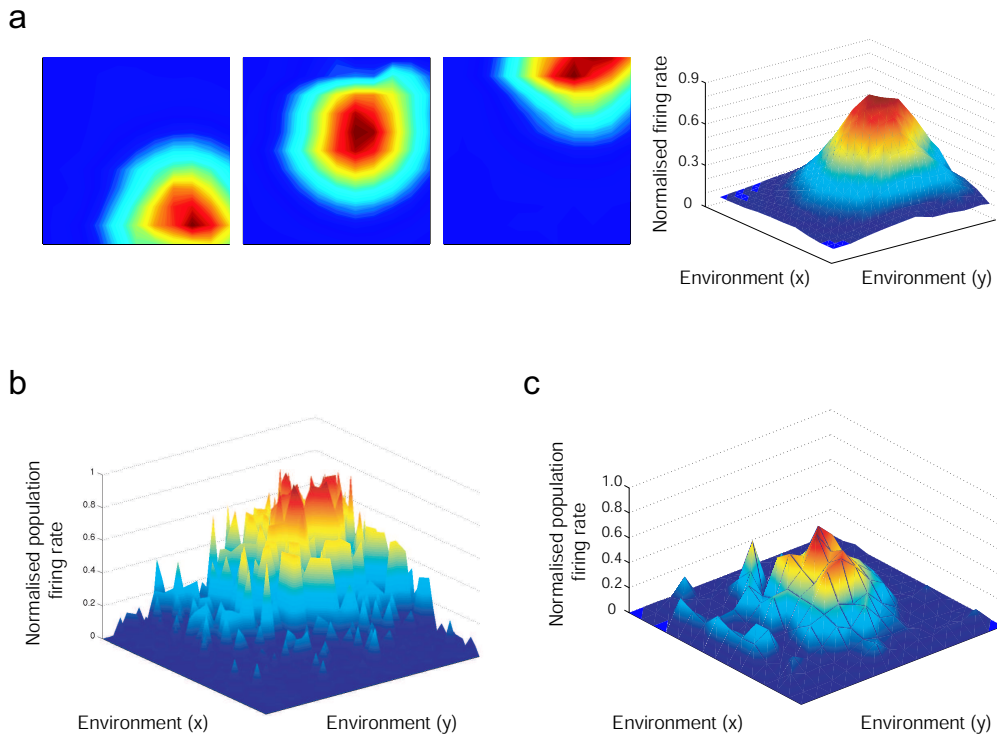 a
Normalised firing rate
0.9
0.6
0.3
0
Environment (x)
Environment (y)
b
Normalised population
firing rate
1
0.8
0.6
0.4
0.2
0
Environment (x)
Environment (y)
c
Normalised population
firing rate
1.0
0.8
0.6
0.4
0.2
0
Environment (x)
Environment (y)